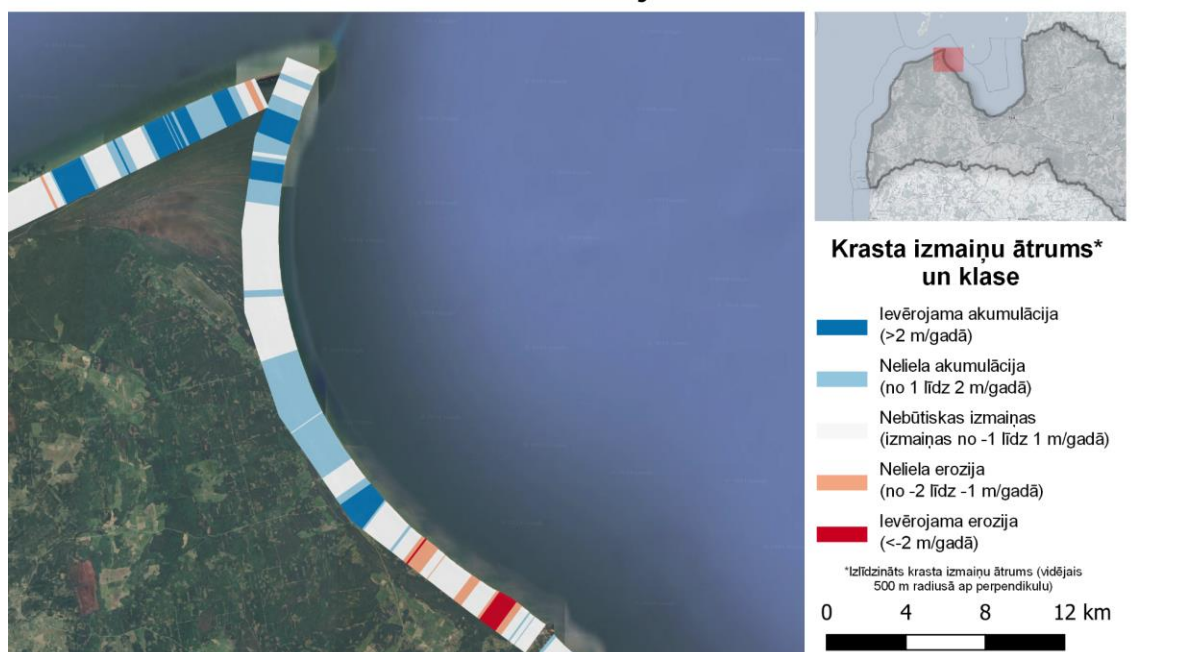 Krasta izmaiņu ātrums*
un klase
Ievērojama akumulācija
(>2 m/gadā)
Neliela akumulācija
(no 1 līdz 2 m/gadā)
Nebūtiskas izmaiņas
(izmaiņas no -1 līdz 1 m/gadā)
Neliela erozija
(no -2 līdz -1 m/gadā)
Ievērojama erozija
(<-2 m/gadā)
*Izlīdzināts krasta izmaiņu ātrums (vidējais
500 m radiusā ap perpendikulu)
0 4 8 12 km